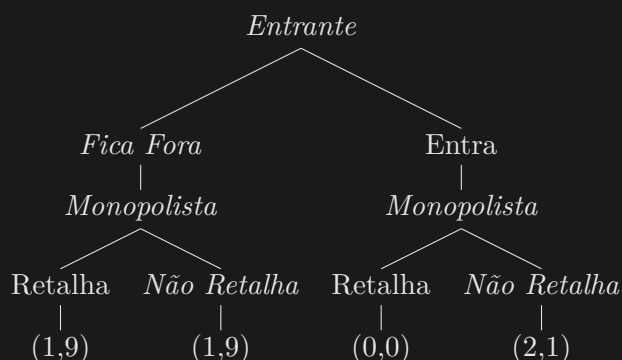 Entrante
Fica Fora Entra
Monopolista Monopolista
Retalha Não Retalha Retalha Não Retalha
(1,9) (1,9) (0,0) (2,1)